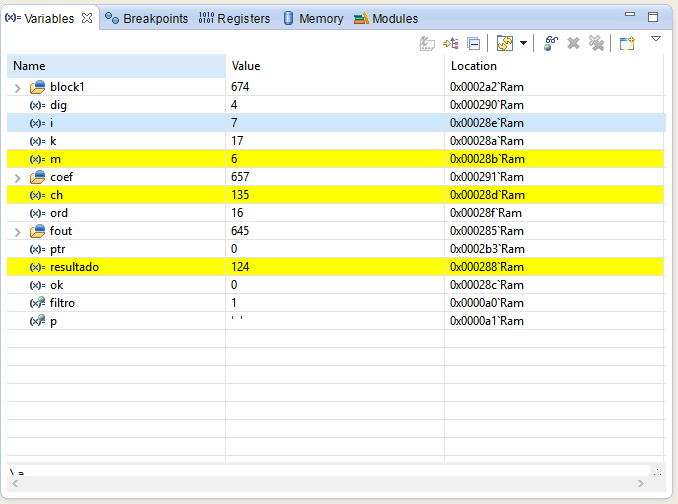 (x)= Variables Breakpoints 1010 0101 Registers Memory Modules
Name Value Location
block1 674 0x0002a2`Ram
(x)= dig 4 0x000290`Ram
(x)= i 7 0x00028e`Ram
(x)= k 17 0x00028a`Ram
(x)= m 6 0x00028b`Ram
coef 657 0x000291`Ram
(x)= ch 135 0x00028d`Ram
(x)= ord 16 0x00028f`Ram
fout 645 0x000285`Ram
(x)= ptr 0 0x0002b3`Ram
(x)= resultado 124 0x000288`Ram
(x)= ok 0 0x00028c`Ram
(x)= filtro 1 0x0000a0`Ram
(x)= p ' ' 0x0000a1`Ram